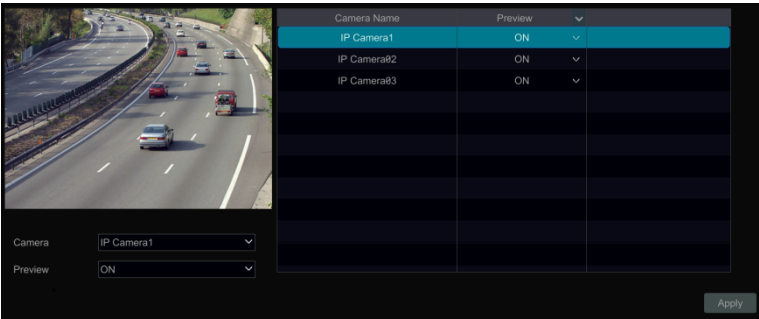 Camera Name Preview
IP Camera1 ON
IP Camera02 ON
IP Camera03 ON
Camera IP Camera1
Preview ON
Apply